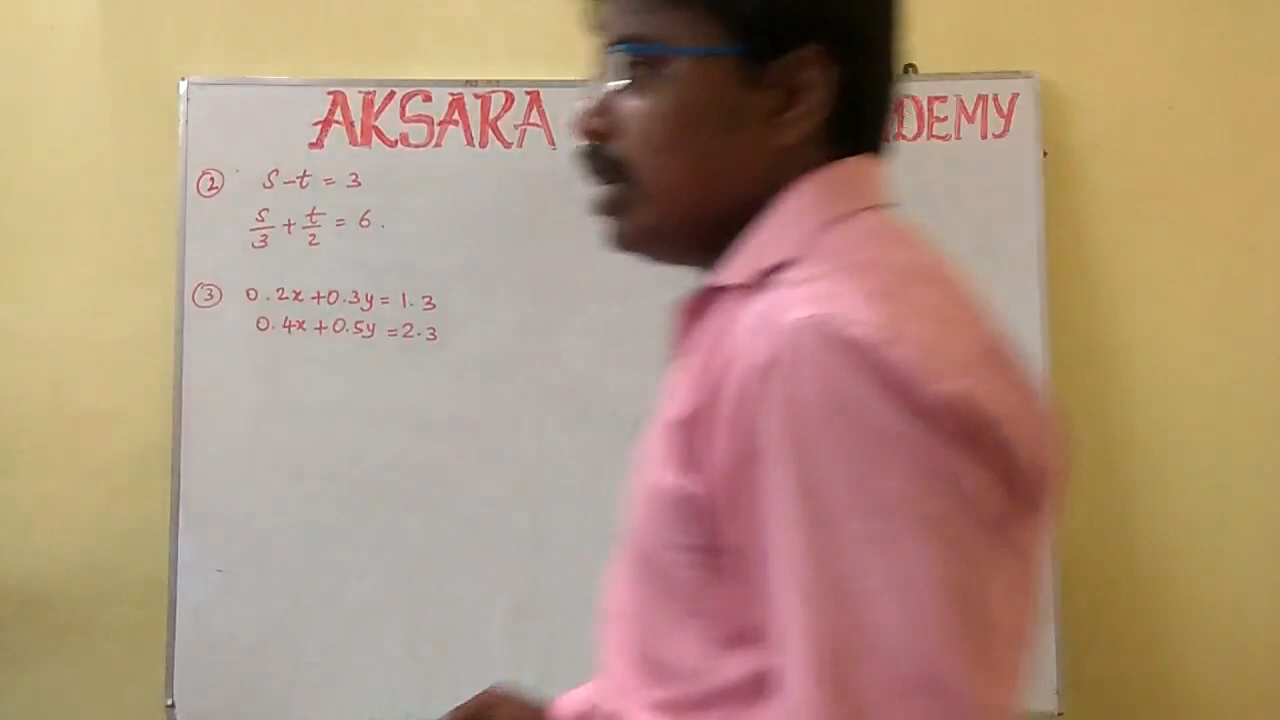 AKSARA DEMY
② S-t = 3
s/3 + t/2 = 6.
③ 0.2x+0.3y = 1.3
0.4x+0.5y = 2.3